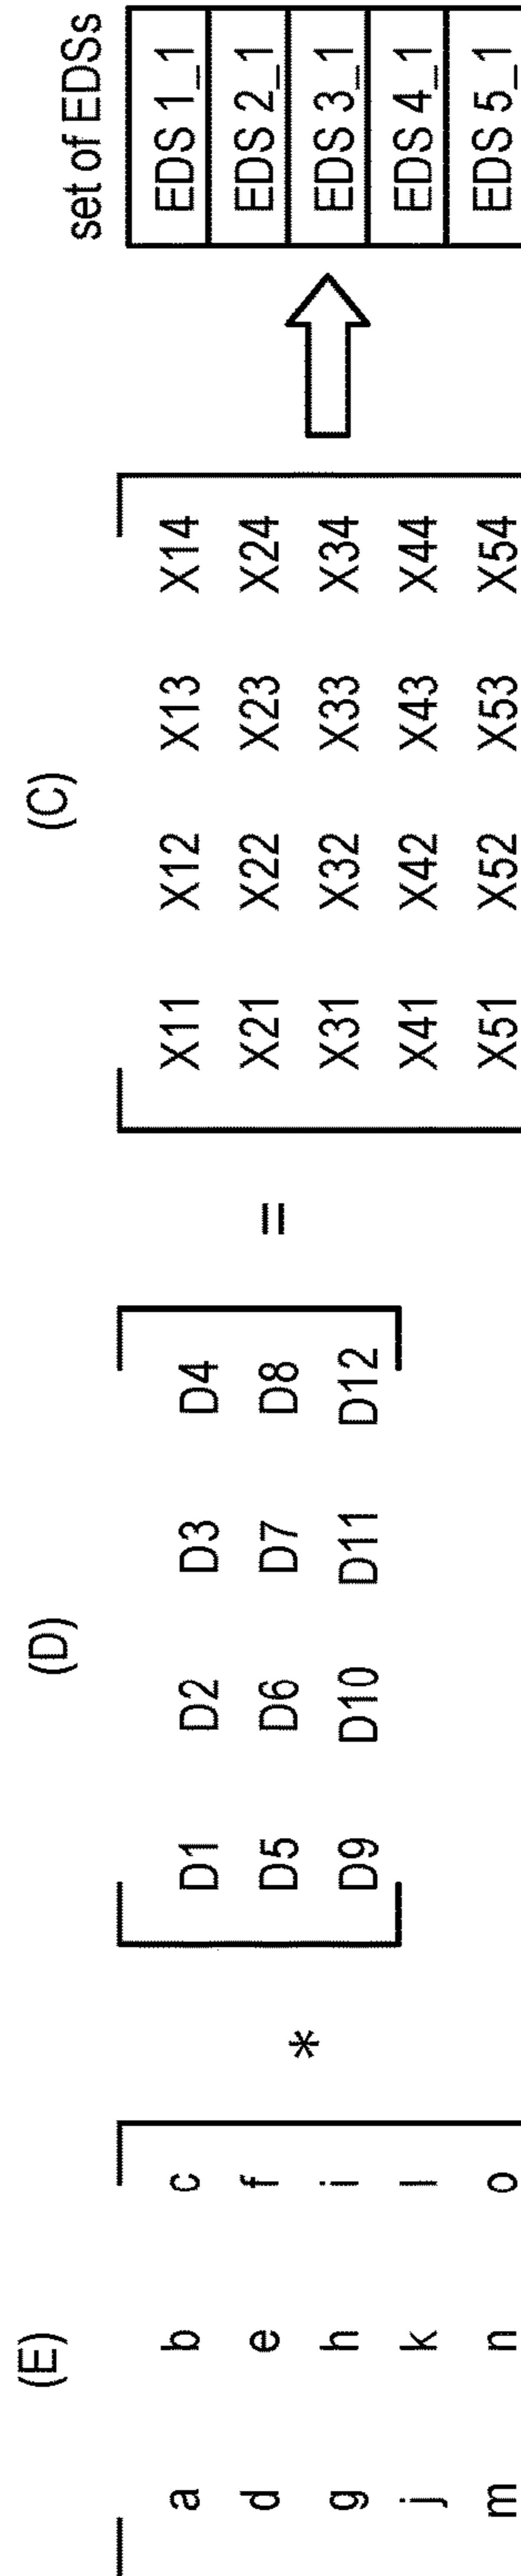 (E) (D) (C) set of EDSs
a b c D1 D2 D3 D4 X11 X12 X13 X14 EDS 1_1
d e f D5 D6 D7 D8 X21 X22 X23 X24 EDS 2_1
g h i * D9 D10 D11 D12 = X31 X32 X33 X34 EDS 3_1
j k l X41 X42 X43 X44 EDS 4_1
m n o X51 X52 X53 X54 EDS 5_1